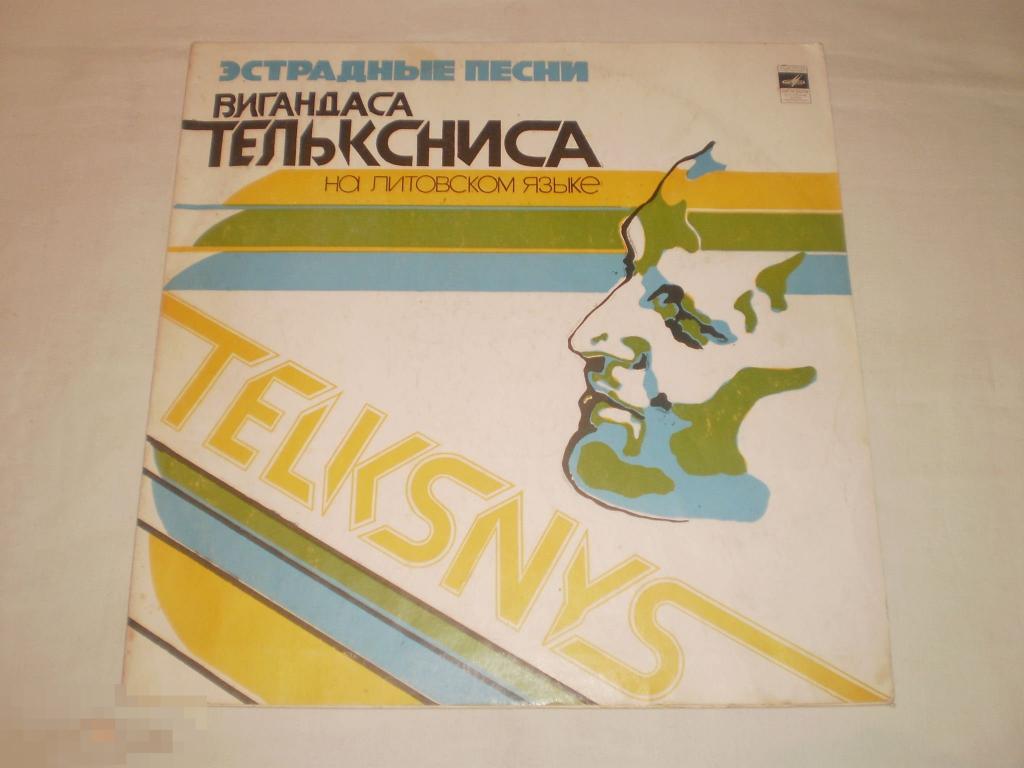 ЭСТРАДНЫЕ ПЕСНИ
ВИГАНДАСА
ТЕЛЬКСНИСА
на литовском языке
TELKSNYS